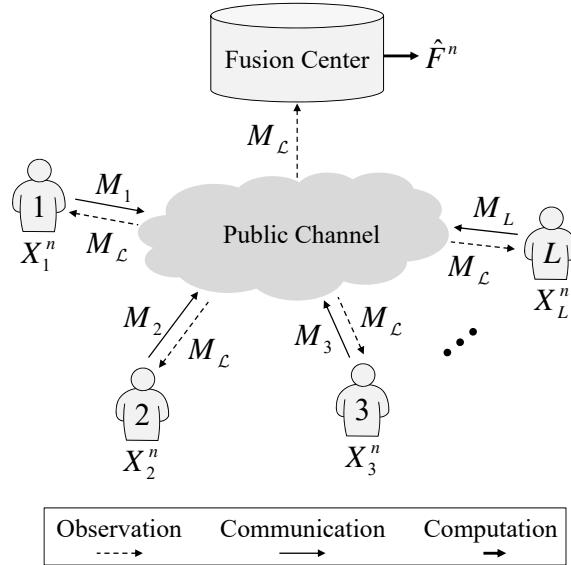 Fusion Center
F̂ⁿ
M_ℒ
1
M₁
M_ℒ
X₁ⁿ
Public Channel
M_L
M_ℒ
L
X_Lⁿ
M₂
M_ℒ
2
X₂ⁿ
M₃
M_ℒ
3
X₃ⁿ
Observation Communication Computation